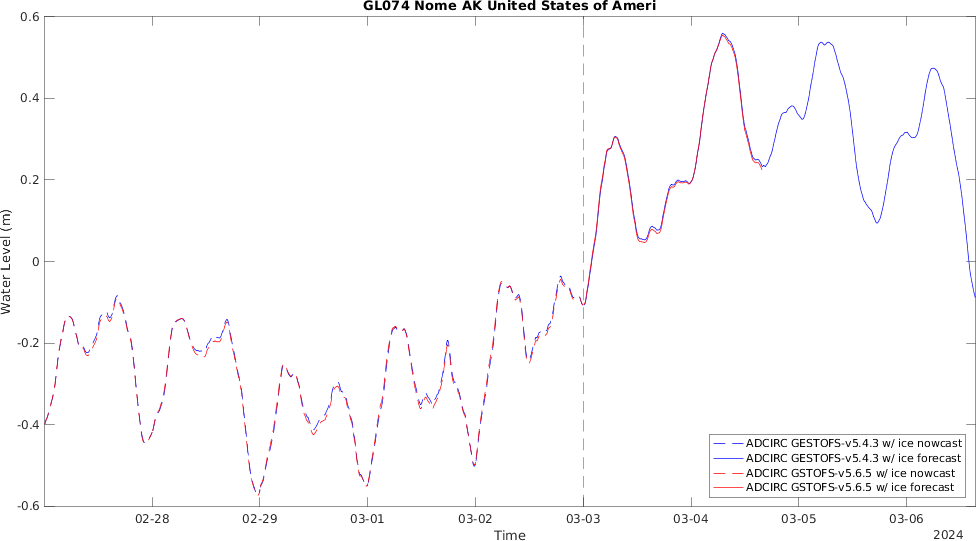 GL074 Nome AK United States of Ameri
0.6
0.4
0.2
0
-0.2
-0.4
-0.6
Water Level (m)
ADCIRC GESTOFS-v5.4.3 w/ ice nowcast
ADCIRC GESTOFS-v5.4.3 w/ ice forecast
ADCIRC GSTOFS-v5.6.5 w/ ice nowcast
ADCIRC GSTOFS-v5.6.5 w/ ice forecast
02-28 02-29 03-01 03-02 03-03 03-04 03-05 03-06
Time
2024